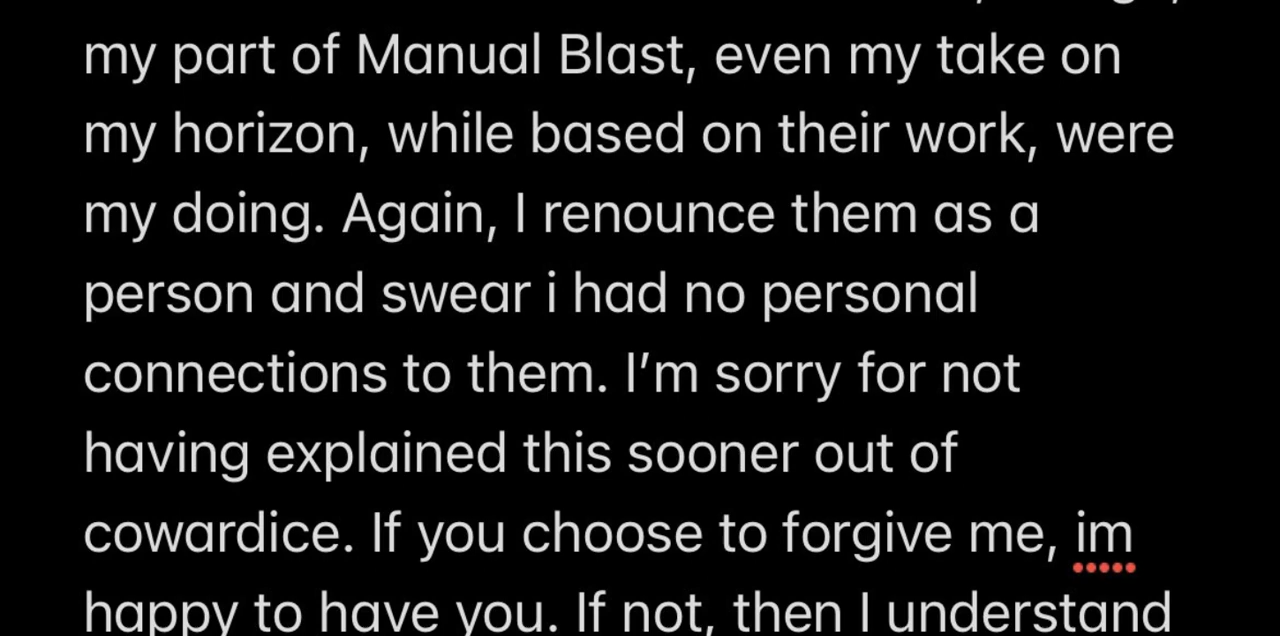 my part of Manual Blast, even my take on
my horizon, while based on their work, were
my doing. Again, I renounce them as a
person and swear i had no personal
connections to them. I’m sorry for not
having explained this sooner out of
cowardice. If you choose to forgive me, im
happy to have you. If not, then I understand